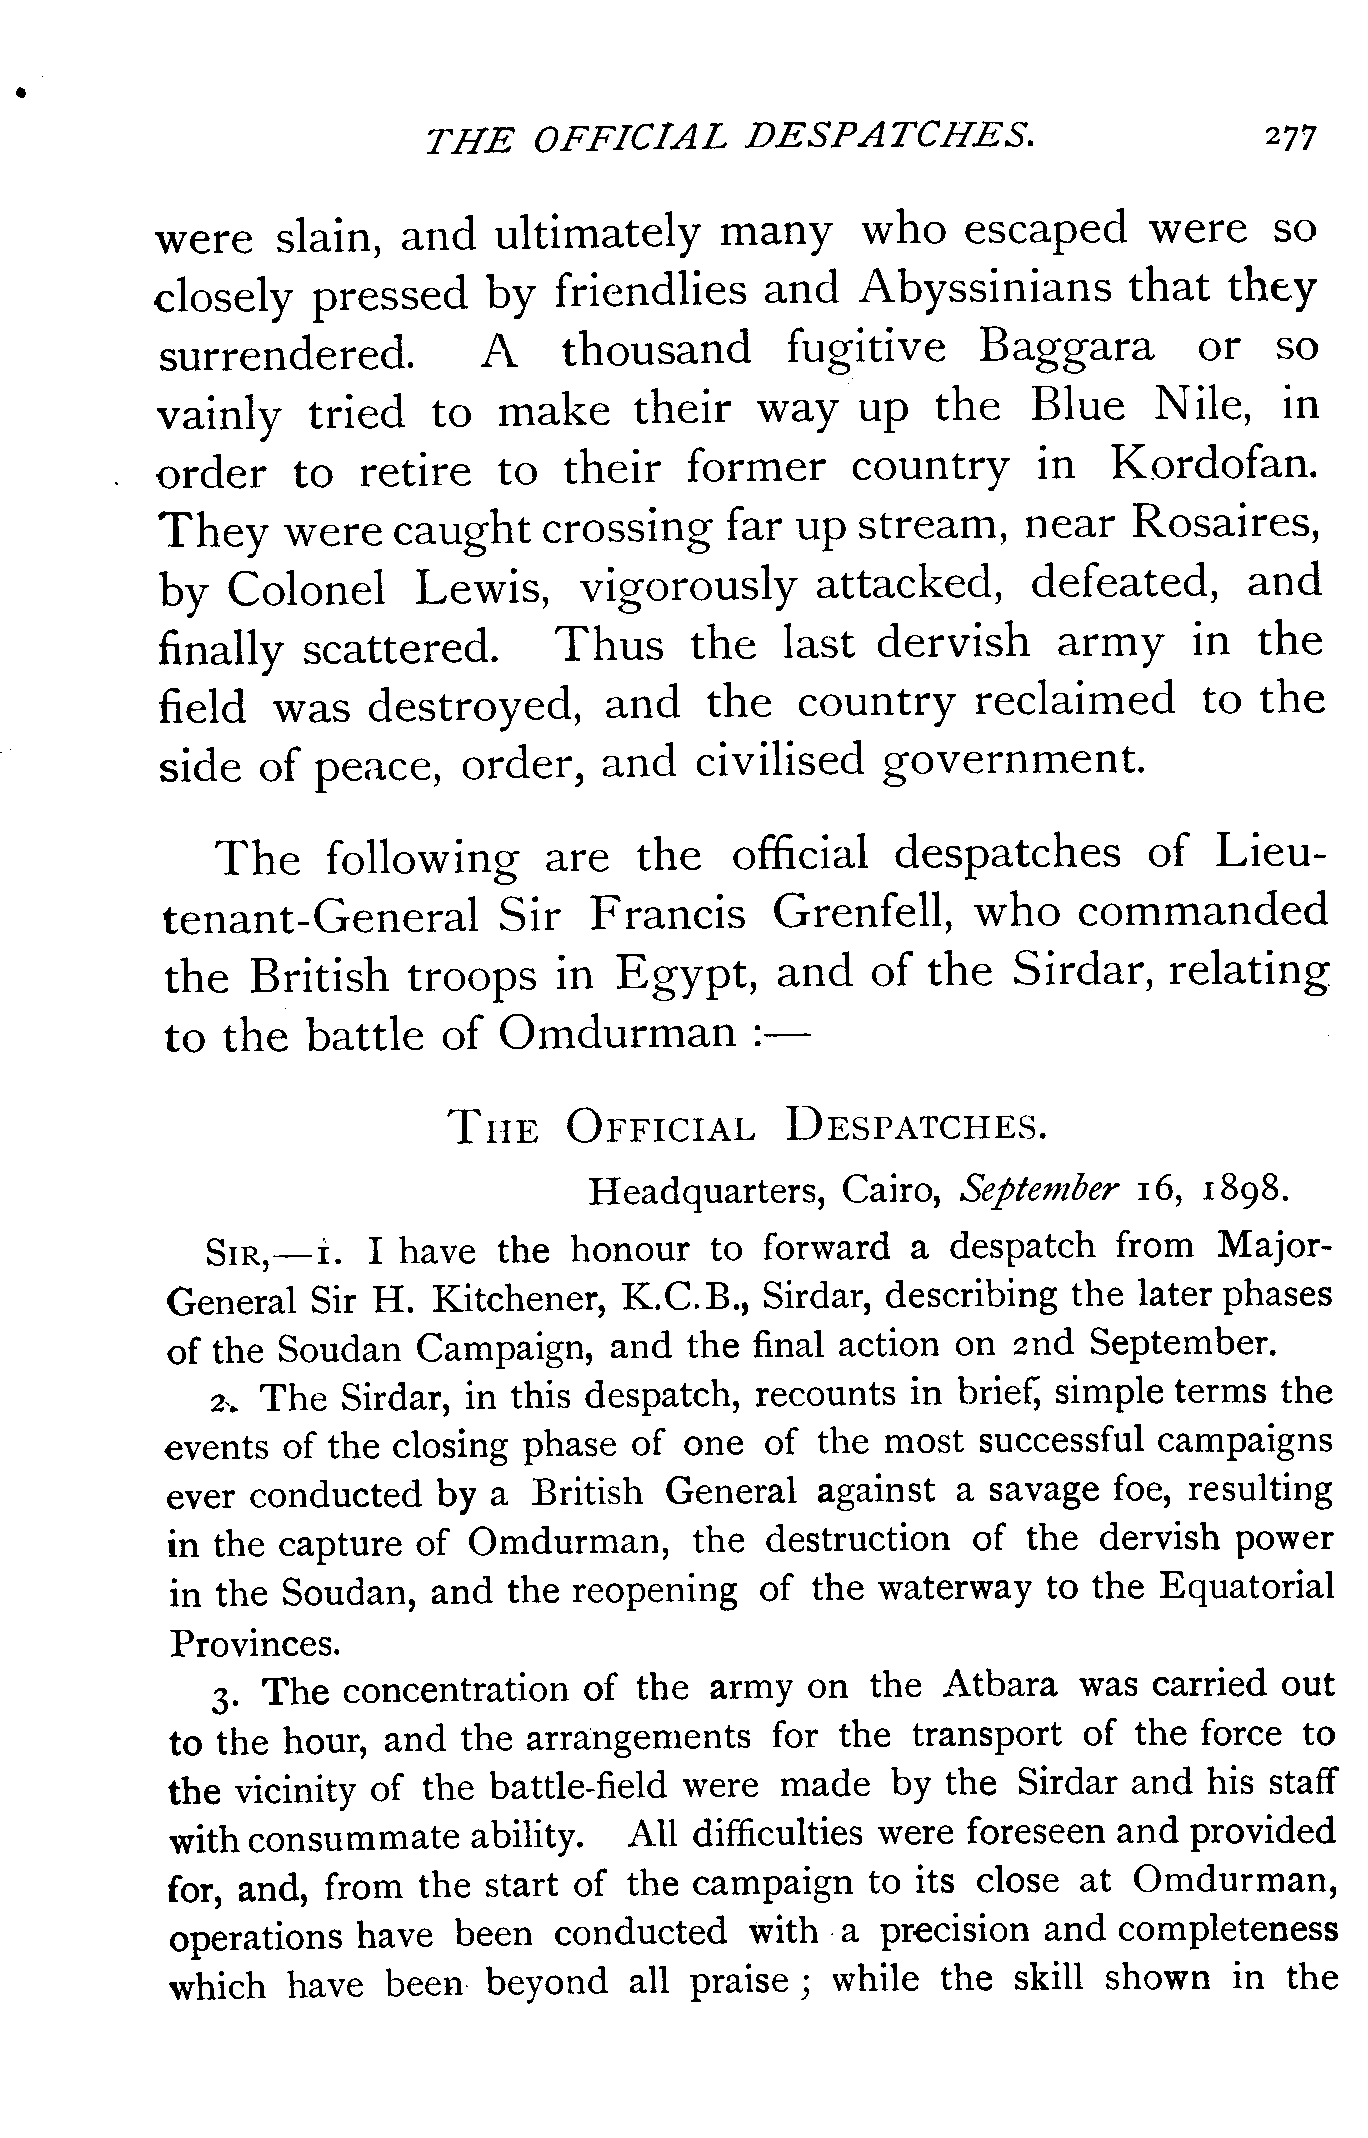 THE OFFICIAL DESPATCHES. 277
were slain, and ultimately many who escaped were so
closely pressed by friendlies and Abyssinians that they
surrendered. A thousand fugitive Baggara or so
vainly tried to make their way up the Blue Nile, in
order to retire to their former country in Kordofan.
They were caught crossing far up stream, near Rosaires,
by Colonel Lewis, vigorously attacked, defeated, and
finally scattered. Thus the last dervish army in the
field was destroyed, and the country reclaimed to the
side of peace, order, and civilised government.
The following are the official despatches of Lieu-
tenant-General Sir Francis Grenfell, who commanded
the British troops in Egypt, and of the Sirdar, relating
to the battle of Omdurman :—
THE OFFICIAL DESPATCHES.
Headquarters, Cairo, September 16, 1898.
SIR,—1. I have the honour to forward a despatch from Major-
General Sir H. Kitchener, K.C.B., Sirdar, describing the later phases
of the Soudan Campaign, and the final action on 2nd September.
2. The Sirdar, in this despatch, recounts in brief, simple terms the
events of the closing phase of one of the most successful campaigns
ever conducted by a British General against a savage foe, resulting
in the capture of Omdurman, the destruction of the dervish power
in the Soudan, and the reopening of the waterway to the Equatorial
Provinces.
3. The concentration of the army on the Atbara was carried out
to the hour, and the arrangements for the transport of the force to
the vicinity of the battle-field were made by the Sirdar and his staff
with consummate ability. All difficulties were foreseen and provided
for, and, from the start of the campaign to its close at Omdurman,
operations have been conducted with a precision and completeness
which have been beyond all praise ; while the skill shown in the